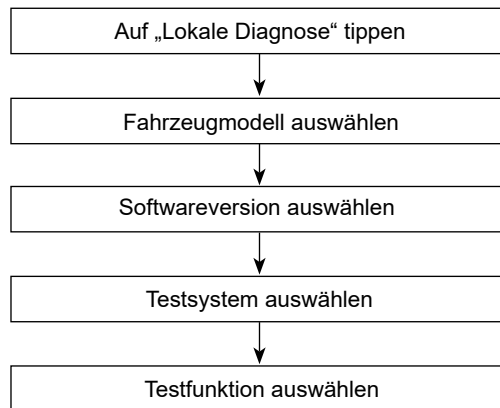 Auf „Lokale Diagnose“ tippen
Fahrzeugmodell auswählen
Softwareversion auswählen
Testsystem auswählen
Testfunktion auswählen